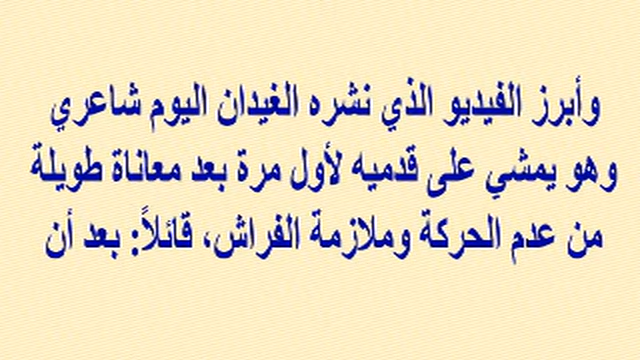 وأبرز الفيديو الذي نشره الغيدان اليوم شاعري
وهو يمشي على قدميه لأول مرة بعد معاناة طويلة
من عدم الحركة وملازمة الفراش، قائلاً: بعد أن